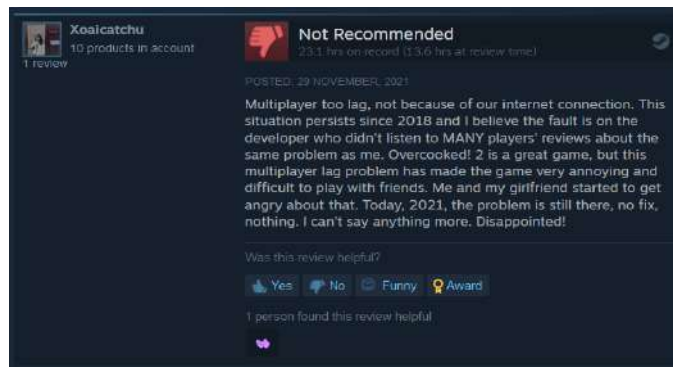 Xoaicatchu
10 products in account
1 review
Not Recommended
23.1 hrs on record (13.6 hrs at review time)
POSTED: 29 NOVEMBER, 2021
Multiplayer too lag, not because of our internet connection. This
situation persists since 2018 and I believe the fault is on the
developer who didn't listen to MANY players' reviews about the
same problem as me. Overcooked! 2 is a great game, but this
multiplayer lag problem has made the game very annoying and
difficult to play with friends. Me and my girlfriend started to get
angry about that. Today, 2021, the problem is still there, no fix,
nothing. I can't say anything more. Disappointed!
Was this review helpful?
Yes No Funny Award
1 person found this review helpful